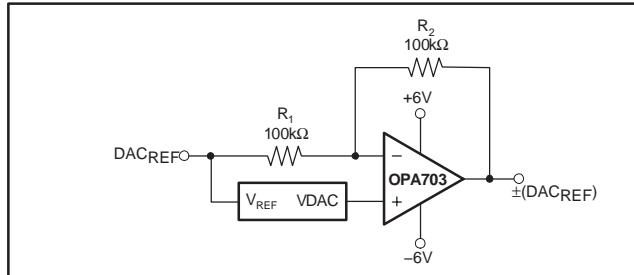 R2
100kΩ
+6V
R1
100kΩ
DACREF
−
OPA703
±(DACREF)
VREF VDAC
+
−6V